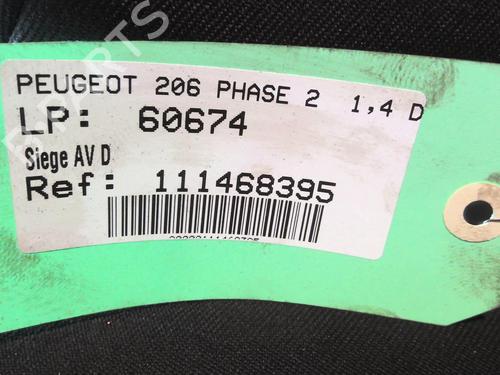 PEUGEOT 206 PHASE 2 1,4 D
LP: 60674
Siege AV D
Ref: 111468395